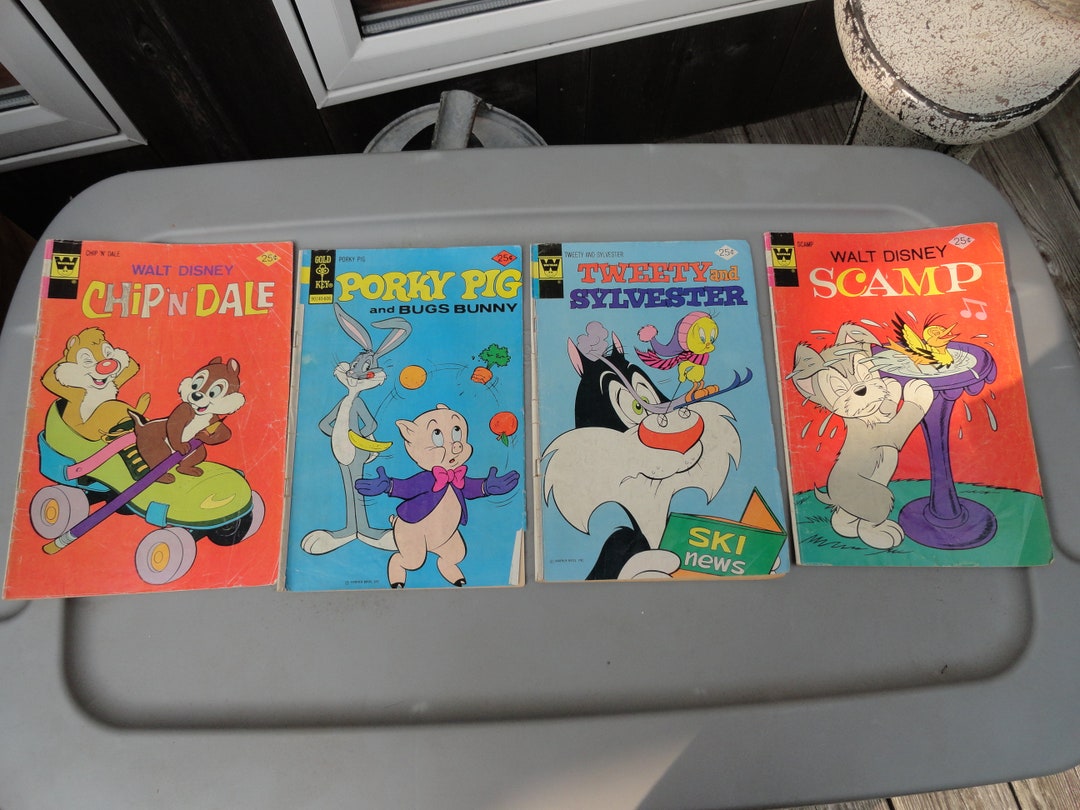 W
CHIP 'N' DALE
25¢
WALT DISNEY
CHIP 'N' DALE
GOLD
KEY
PORKY PIG
25¢
PORKY PIG
and BUGS BUNNY
W
TWEETY AND SYLVESTER
25¢
TWEETY and
SYLVESTER
SKI
news
W
SCAMP
25¢
WALT DISNEY
SCAMP